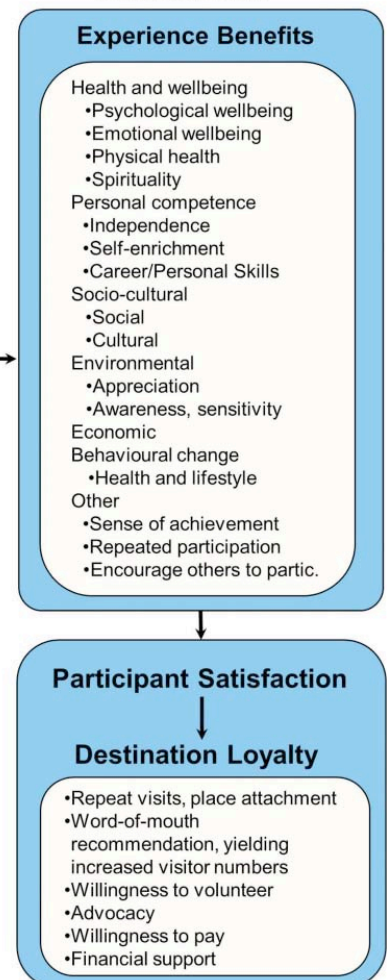 Experience Benefits
Health and wellbeing
•Psychological wellbeing
•Emotional wellbeing
•Physical health
•Spirituality
Personal competence
•Independence
•Self-enrichment
•Career/Personal Skills
Socio-cultural
•Social
•Cultural
Environmental
•Appreciation
•Awareness, sensitivity
Economic
Behavioural change
•Health and lifestyle
Other
•Sense of achievement
•Repeated participation
•Encourage others to partic.
Participant Satisfaction
Destination Loyalty
•Repeat visits, place attachment
•Word-of-mouth
recommendation, yielding
increased visitor numbers
•Willingness to volunteer
•Advocacy
•Willingness to pay
•Financial support